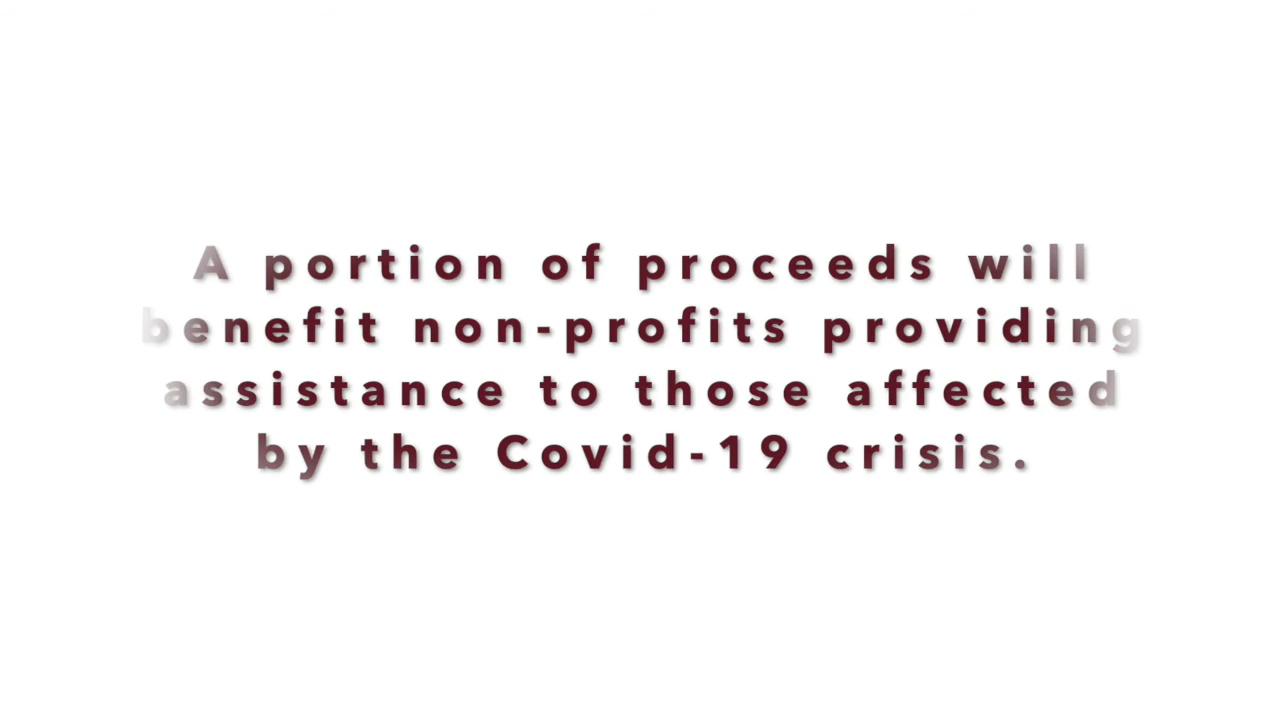 A portion of proceeds will
benefit non-profits providing
assistance to those affected
by the Covid-19 crisis.